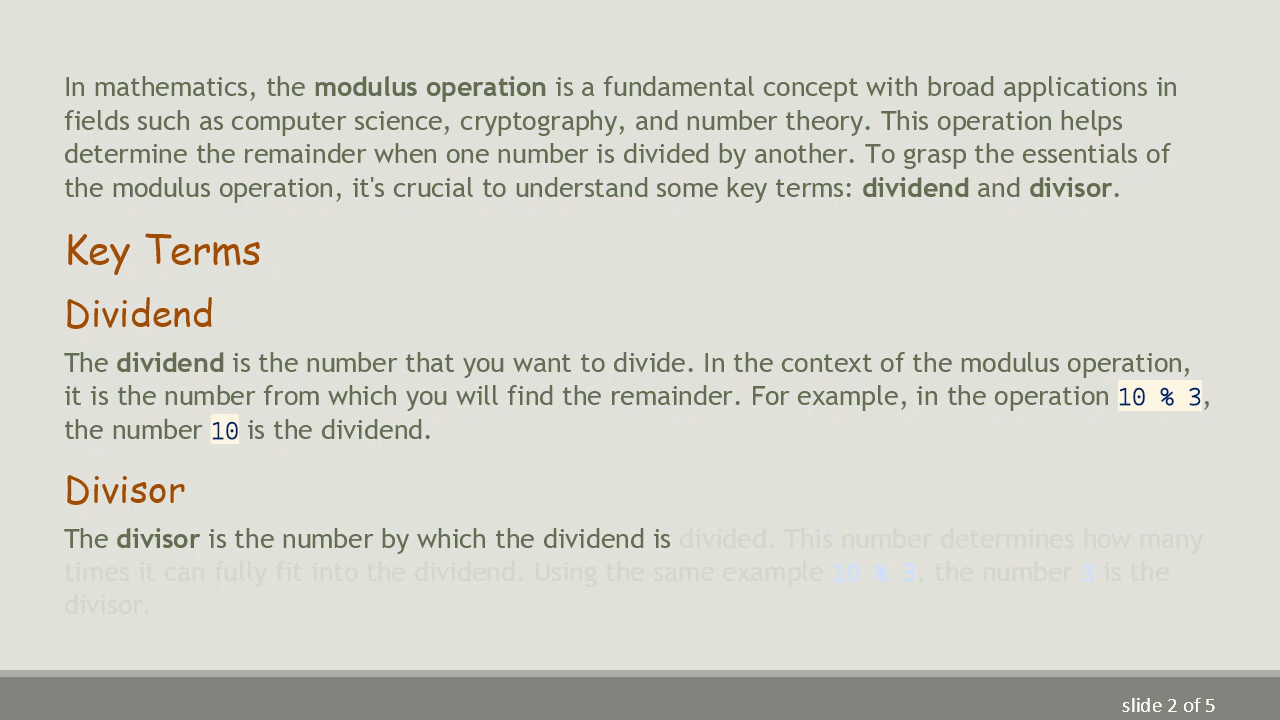 In mathematics, the modulus operation is a fundamental concept with broad applications in
fields such as computer science, cryptography, and number theory. This operation helps
determine the remainder when one number is divided by another. To grasp the essentials of
the modulus operation, it's crucial to understand some key terms: dividend and divisor.
Key Terms
Dividend
The dividend is the number that you want to divide. In the context of the modulus operation,
it is the number from which you will find the remainder. For example, in the operation 10 % 3,
the number 10 is the dividend.
Divisor
The divisor is the number by which the dividend is divided. This number determines how many
times it can fully fit into the dividend. Using the same example 10 % 3, the number 3 is the
divisor.
slide 2 of 5